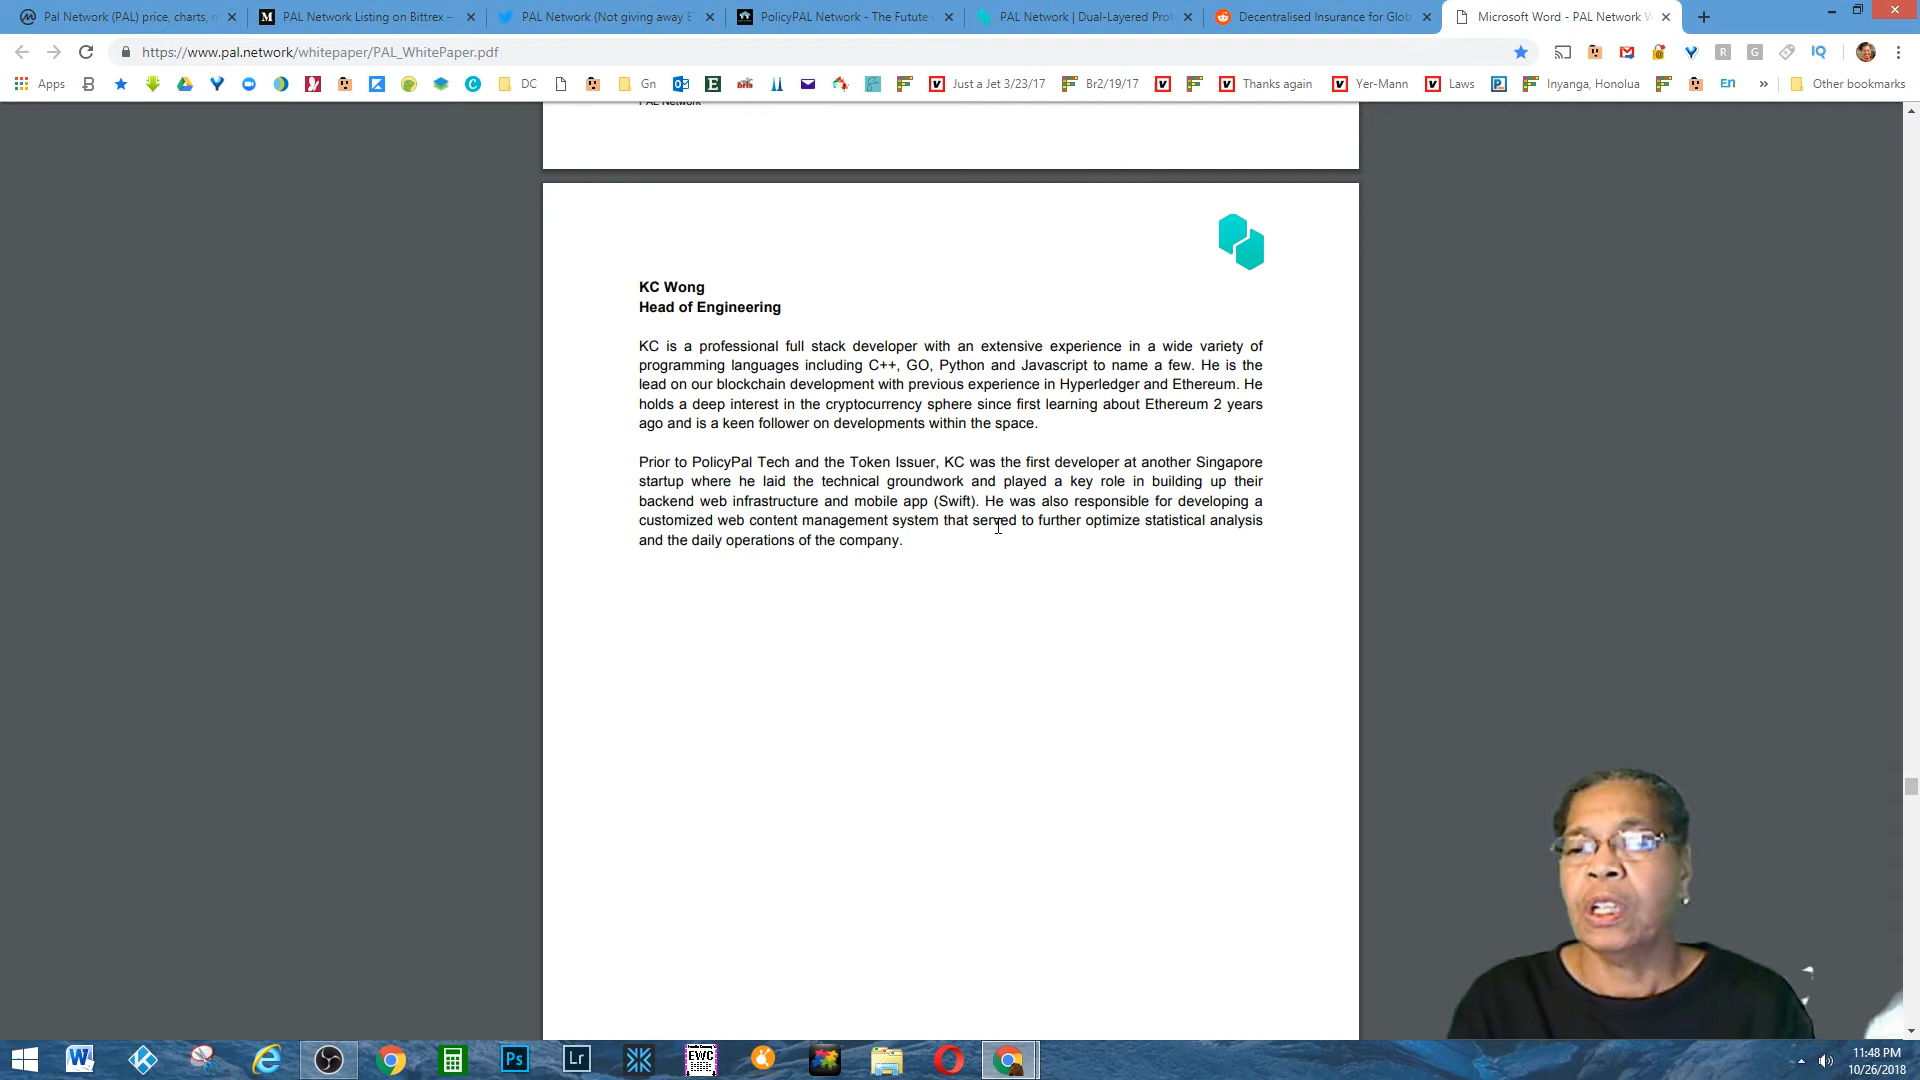 Pal Network (PAL) price, charts,
PAL Network Listing on Bittrex –
PAL Network (Not giving away E
PolicyPAL Network - The Futute
PAL Network | Dual-Layered Prot
Decentralised Insurance for Glob
Microsoft Word - PAL Network W
https://www.pal.network/whitepaper/PAL_WhitePaper.pdf
Apps
DC
Gn
Just a Jet 3/23/17
Br2/19/17
Thanks again
Yer-Mann
Laws
Inyanga, Honolua
En
»
Other bookmarks
PAL Network
KC Wong
Head of Engineering
KC is a professional full stack developer with an extensive experience in a wide variety of
programming languages including C++, GO, Python and Javascript to name a few. He is the
lead on our blockchain development with previous experience in Hyperledger and Ethereum. He
holds a deep interest in the cryptocurrency sphere since first learning about Ethereum 2 years
ago and is a keen follower on developments within the space.
Prior to PolicyPal Tech and the Token Issuer, KC was the first developer at another Singapore
startup where he laid the technical groundwork and played a key role in building up their
backend web infrastructure and mobile app (Swift). He was also responsible for developing a
customized web content management system that served to further optimize statistical analysis
and the daily operations of the company.
Ps
Lr
EWC
11:48 PM
10/26/2018